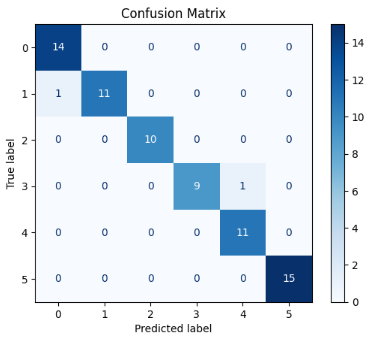 Confusion Matrix
True label
0 14 0 0 0 0 0
1 1 11 0 0 0 0
2 0 0 10 0 0 0
3 0 0 0 9 1 0
4 0 0 0 0 11 0
5 0 0 0 0 0 15
0 1 2 3 4 5
Predicted label
14
12
10
8
6
4
2
0